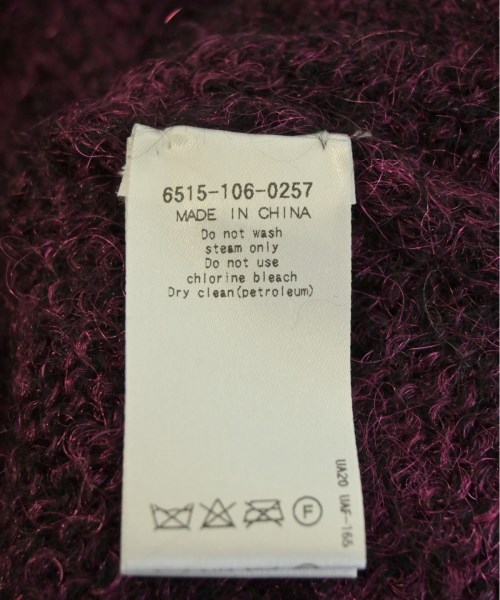 6515-106-0257
MADE IN CHINA
Do not wash
steam only
Do not use
chlorine bleach
Dry clean(petroleum)
UA20 UAF-165
F